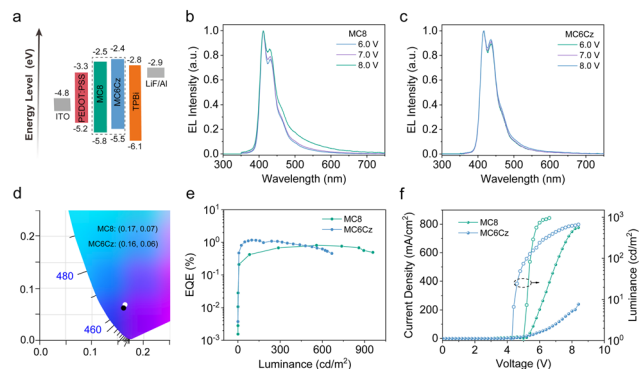 a
Energy Level (eV)
-4.8
ITO
-3.3
PEDOT:PSS
-5.2
-2.5
MC8
-5.8
-2.4
MC6Cz
-5.5
-2.8
TPBi
-6.1
-2.9
LiF/Al
b
EL Intensity (a.u.)
1.0
0.8
0.6
0.4
0.2
0.0
MC8
6.0 V
7.0 V
8.0 V
300 400 500 600 700
Wavelength (nm)
c
EL Intensity (a.u.)
1.0
0.8
0.6
0.4
0.2
0.0
MC6Cz
6.0 V
7.0 V
8.0 V
300 400 500 600 700
Wavelength (nm)
d
MC8: (0.17, 0.07)
MC6Cz: (0.16, 0.06)
0.2
0.1
0.0
480
460
0.0 0.1 0.2
e
EQE (%)
10¹
10⁰
10⁻¹
10⁻²
10⁻³
MC8
MC6Cz
0 300 600 900
Luminance (cd/m²)
f
Current Density (mA/cm²)
800
600
400
200
0
MC8
MC6Cz
10³
10²
10¹
10⁰
Luminance (cd/m²)
0 2 4 6 8
Voltage (V)